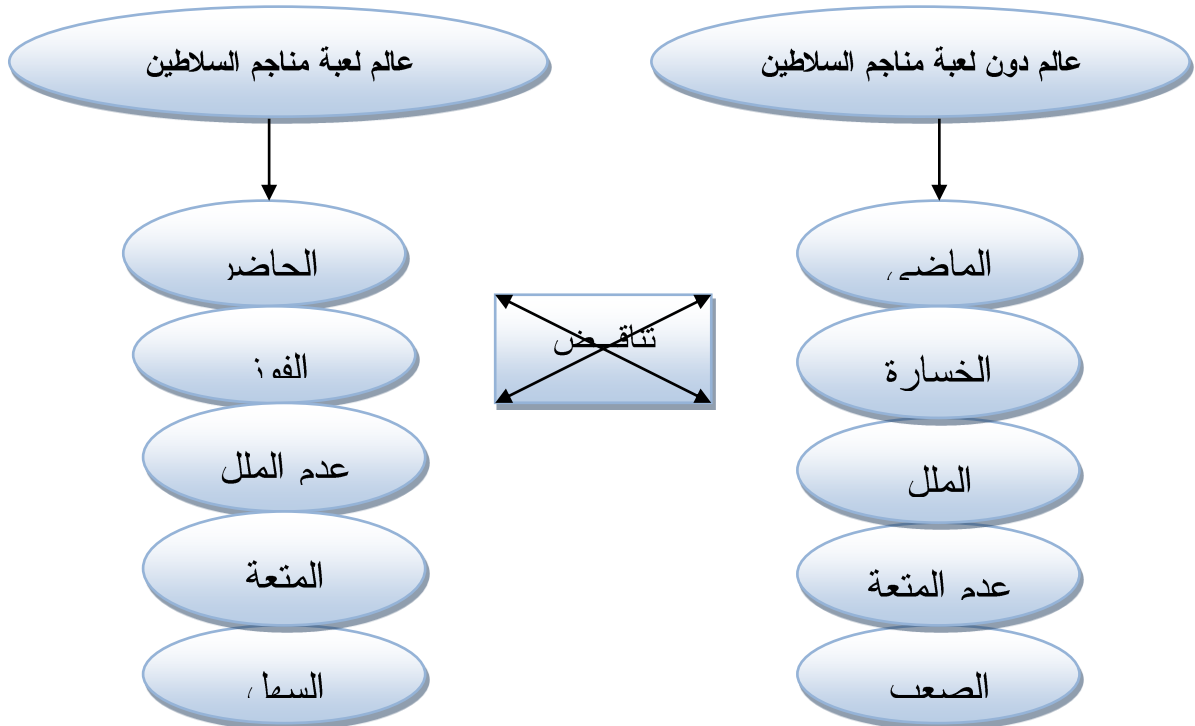 عالم دون لعبة مناجم السلاطين
عالم لعبة مناجم السلاطين
الماضي
الحاضر
تناقــض
الخسارة
الفوز
الملل
عدم الملل
عدم المتعة
المتعة
الصعب
السهل